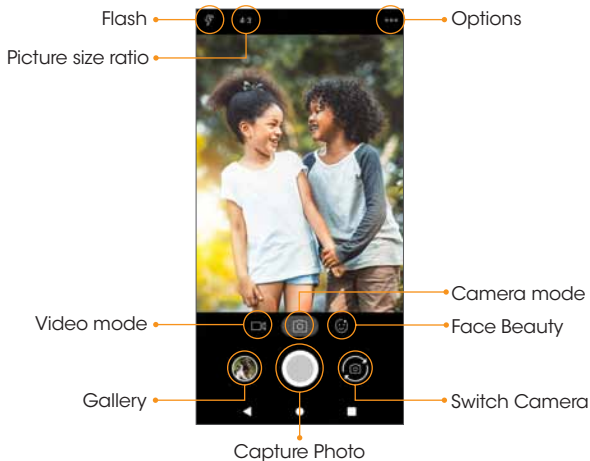 Flash
Options
Picture size ratio
4:3
Camera mode
Video mode
Face Beauty
Gallery
Switch Camera
Capture Photo